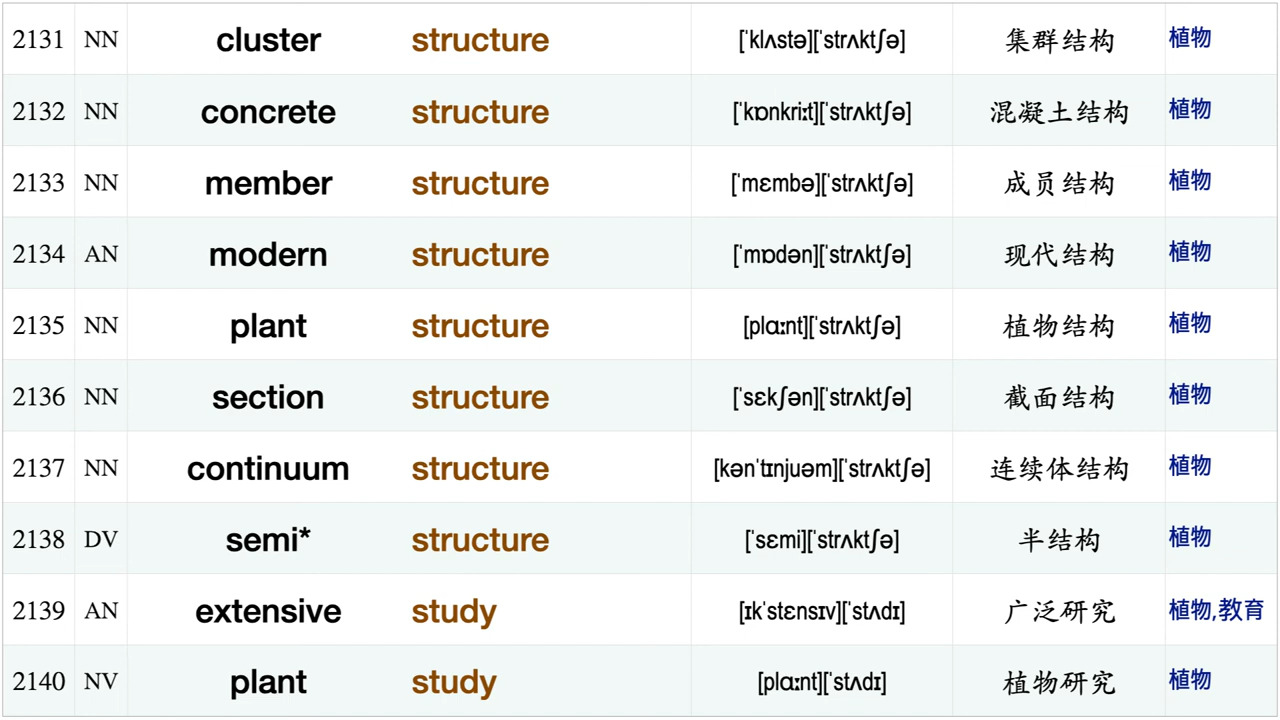 2131 NN cluster structure [ˈklʌstə][ˈstrʌktʃə] 集群结构 植物
2132 NN concrete structure [ˈkɒnkriːt][ˈstrʌktʃə] 混凝土结构 植物
2133 NN member structure [ˈmɛmbə][ˈstrʌktʃə] 成员结构 植物
2134 AN modern structure [ˈmɒdən][ˈstrʌktʃə] 现代结构 植物
2135 NN plant structure [plɑːnt][ˈstrʌktʃə] 植物结构 植物
2136 NN section structure [ˈsɛkʃən][ˈstrʌktʃə] 截面结构 植物
2137 NN continuum structure [kənˈtɪnjuəm][ˈstrʌktʃə] 连续体结构 植物
2138 DV semi* structure [ˈsɛmi][ˈstrʌktʃə] 半结构 植物
2139 AN extensive study [ɪkˈstɛnsɪv][ˈstʌdɪ] 广泛研究 植物,教育
2140 NV plant study [plɑːnt][ˈstʌdɪ] 植物研究 植物